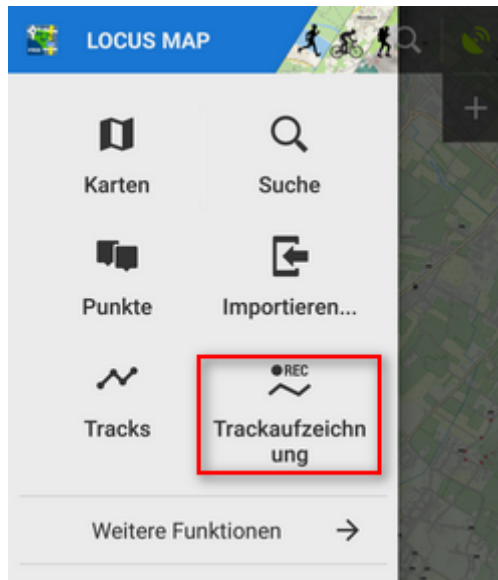 LOCUS MAP
Karten
Suche
Punkte
Importieren...
Tracks
REC
Trackaufzeichn
ung
Weitere Funktionen